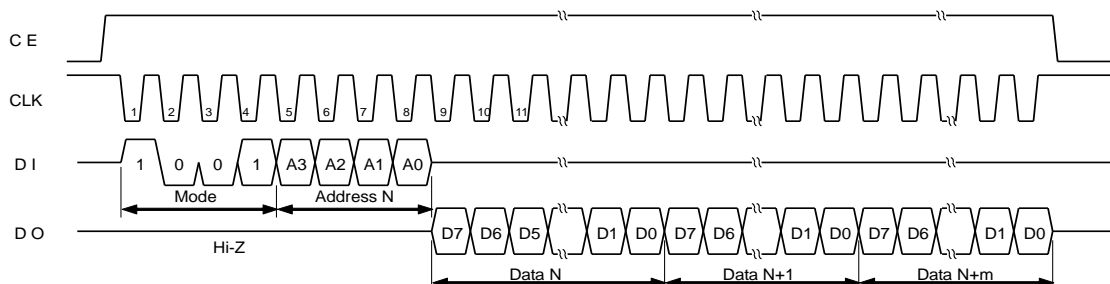 C E
CLK
1 2 3 4 5 6 7 8 9 10 11
D I
1 0 0 1 A3 A2 A1 A0
Mode Address N
D O
D7 D6 D5 D1 D0 D7 D6 D1 D0 D7 D6 D1 D0
Hi-Z
Data N Data N+1 Data N+m